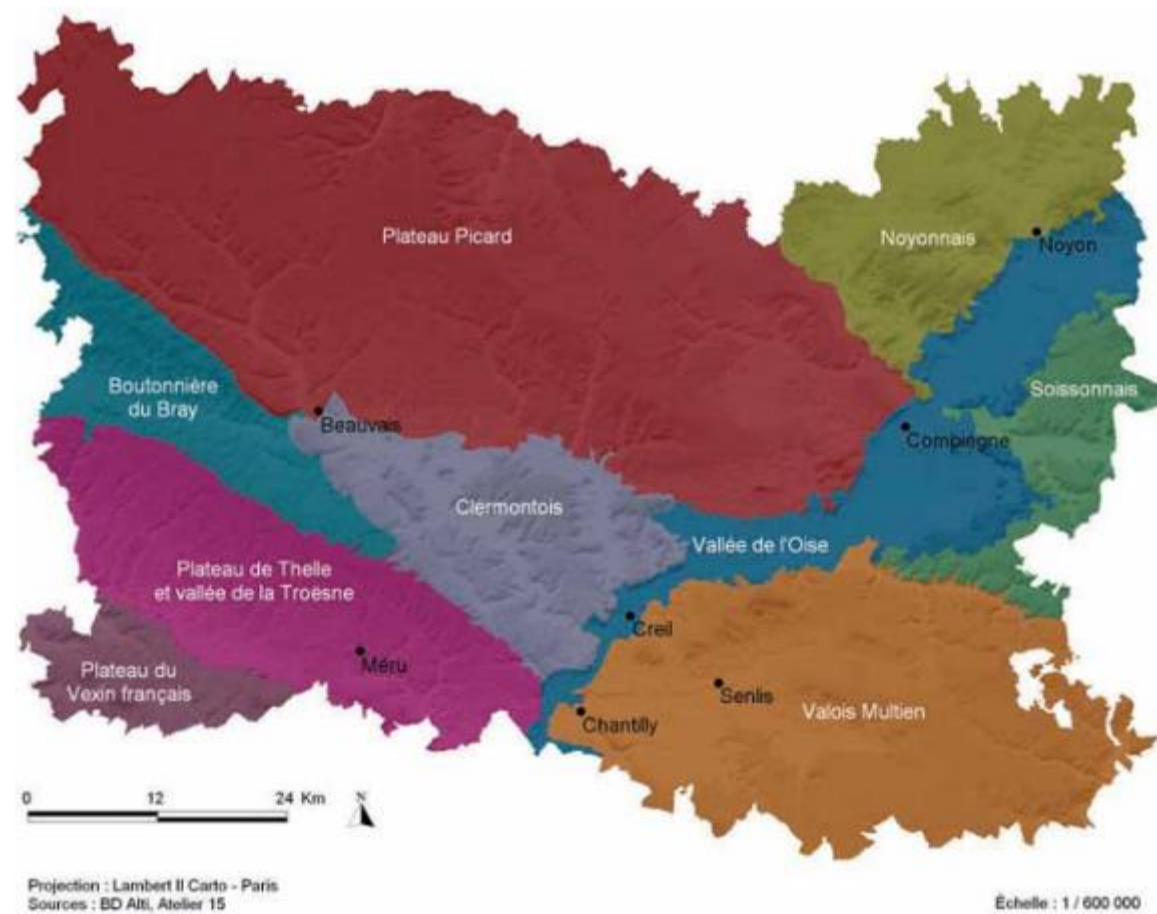 Plateau Picard
Noyonnais
Noyon
Boutonnière
du Bray
Beauvais
Soissonnais
Compiègne
Clermontois
Vallée de l'Oise
Plateau de Thelle
et vallée de la Troësne
Creil
Méru
Plateau du
Vexin français
Senlis
Chantilly
Valois Multien
0 12 24 Km
N
Projection : Lambert II Carto - Paris
Sources : BD Alti, Atelier 15
Échelle : 1 / 600 000